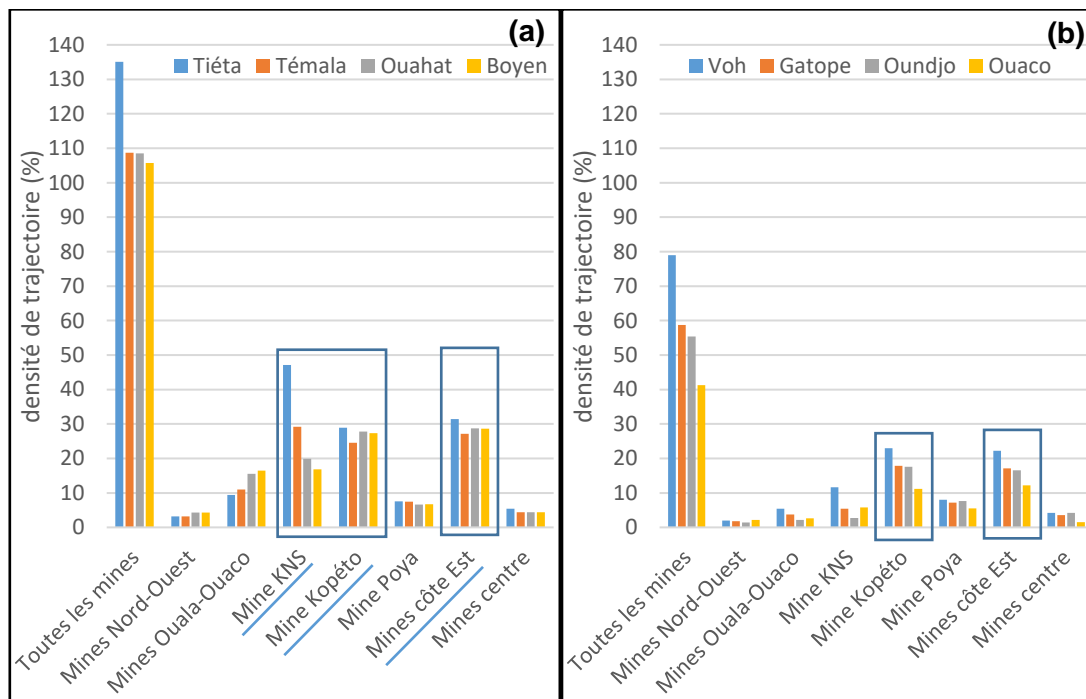 (a)
densité de trajectoire (%)
140
130
120
110
100
90
80
70
60
50
40
30
20
10
0
Tiéta Témala Ouahat Boyen
Toutes les mines
Mines Nord-Ouest
Mines Ouala-Ouaco
Mine KNS
Mine Kopéto
Mine Poya
Mines côte Est
Mines centre
(b)
densité de trajectoire (%)
140
130
120
110
100
90
80
70
60
50
40
30
20
10
0
Voh Gatope Oundjo Ouaco
Toutes les mines
Mines Nord-Ouest
Mines Ouala-Ouaco
Mine KNS
Mine Kopéto
Mine Poya
Mines côte Est
Mines centre